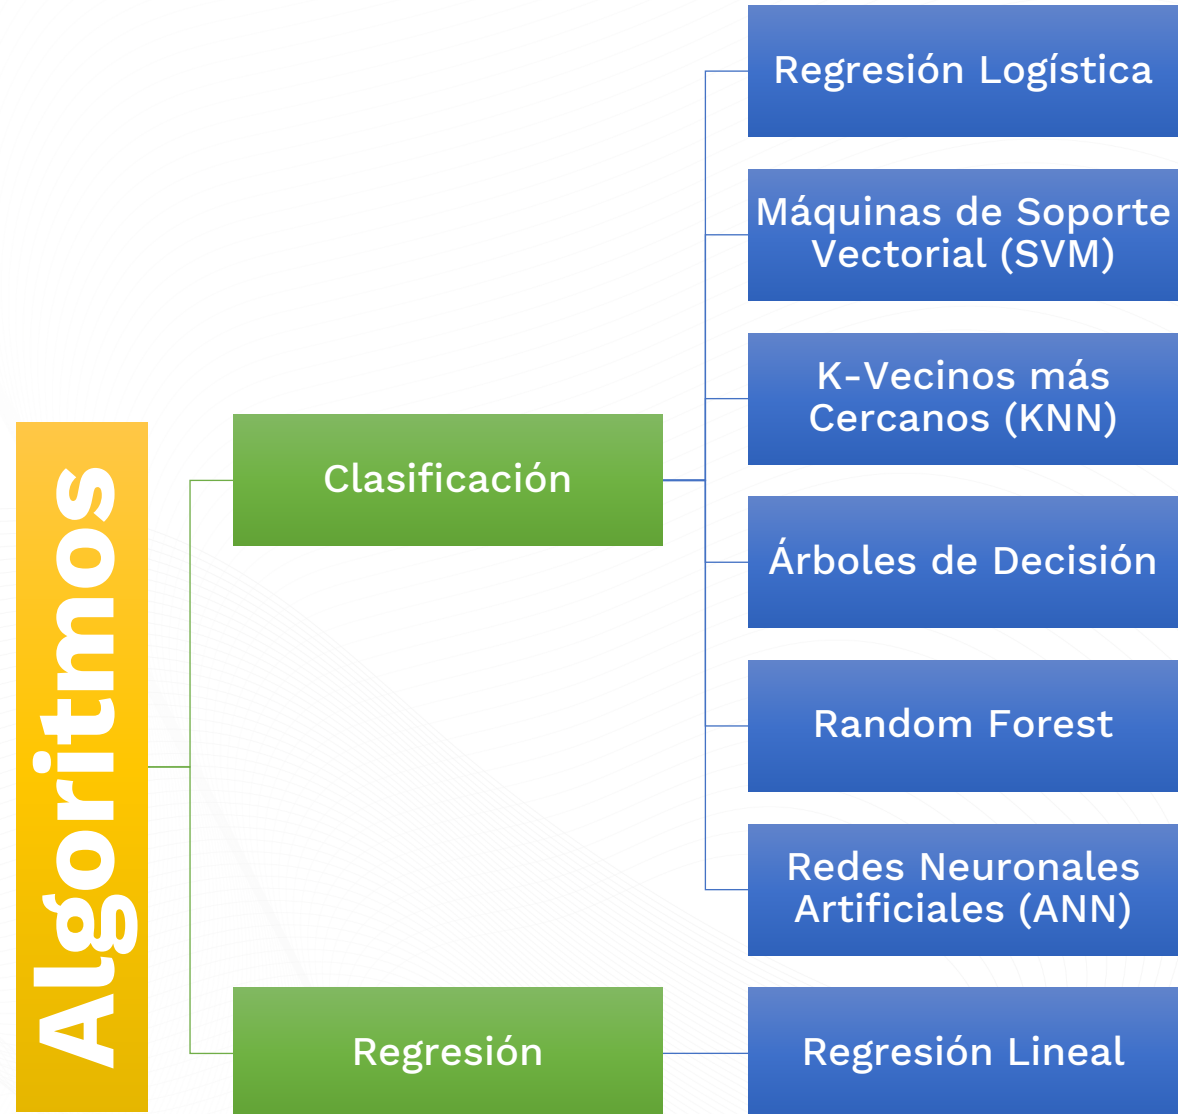 Algoritmos
Clasificación
Regresión Logística
Máquinas de Soporte
Vectorial (SVM)
K-Vecinos más
Cercanos (KNN)
Árboles de Decisión
Random Forest
Redes Neuronales
Artificiales (ANN)
Regresión
Regresión Lineal